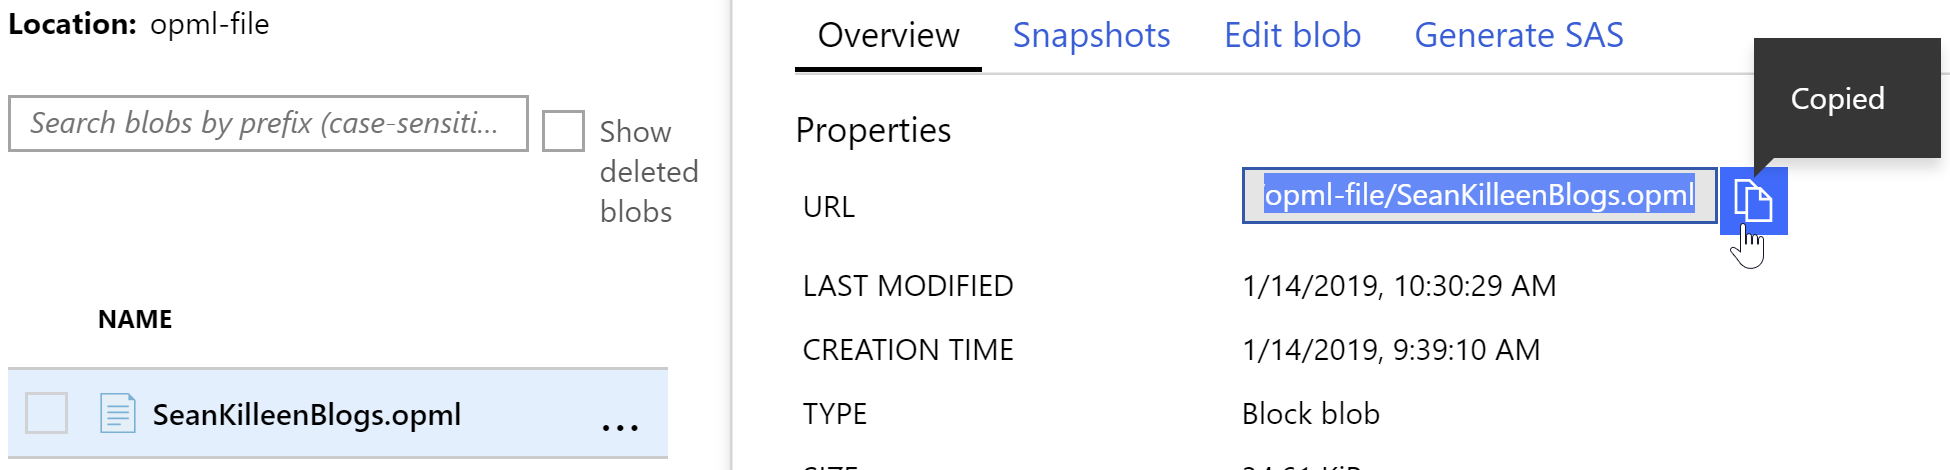 Location: opml-file
Search blobs by prefix (case-sensiti...
Show
deleted
blobs
NAME
SeanKilleenBlogs.opml
...
Overview Snapshots Edit blob Generate SAS
Copied
Properties
URL /opml-file/SeanKilleenBlogs.opml
LAST MODIFIED 1/14/2019, 10:30:29 AM
CREATION TIME 1/14/2019, 9:39:10 AM
TYPE Block blob